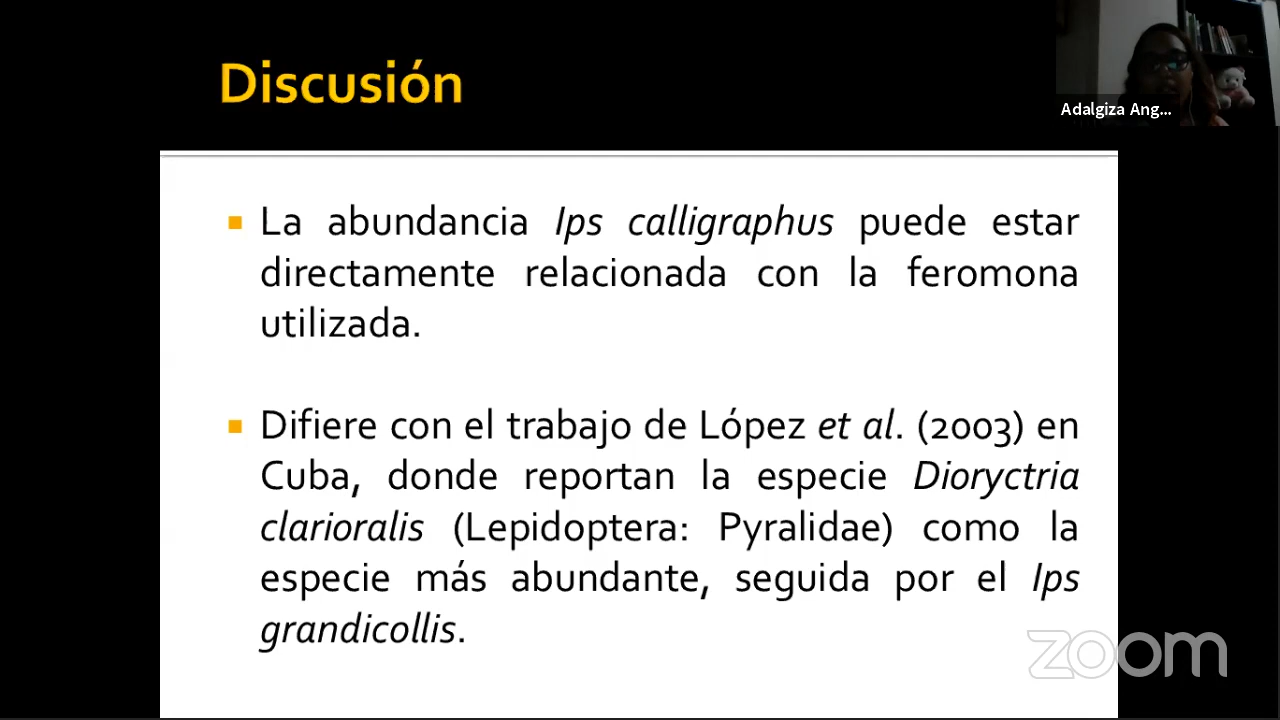 Discusión
Adalgiza Ang...
▪ La abundancia Ips calligraphus puede estar
directamente relacionada con la feromona
utilizada.
▪ Difiere con el trabajo de López et al. (2003) en
Cuba, donde reportan la especie Dioryctria
clarioralis (Lepidoptera: Pyralidae) como la
especie más abundante, seguida por el Ips
grandicollis.
zoom